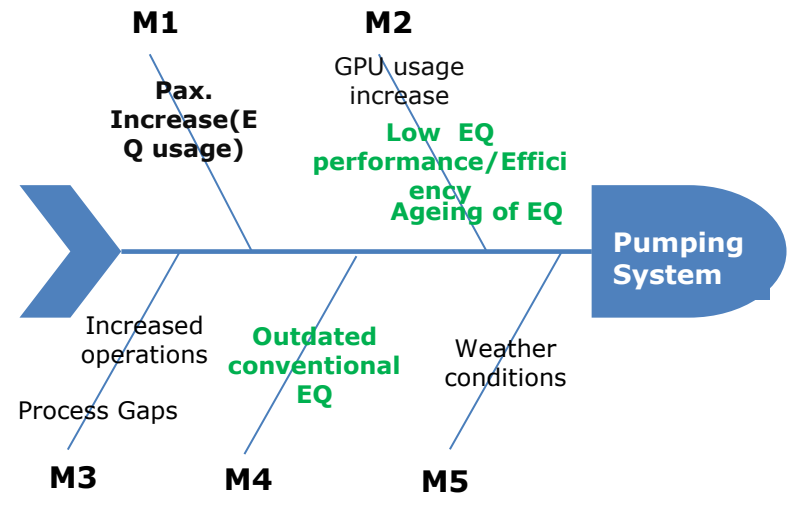 M1
M2
Pax.
Increase(E
Q usage)
GPU usage
increase
Low  EQ
performance/Effici
ency
Ageing of EQ
Pumping
System
Increased
operations
Process Gaps
Outdated
conventional
EQ
Weather
conditions
M3
M4
M5